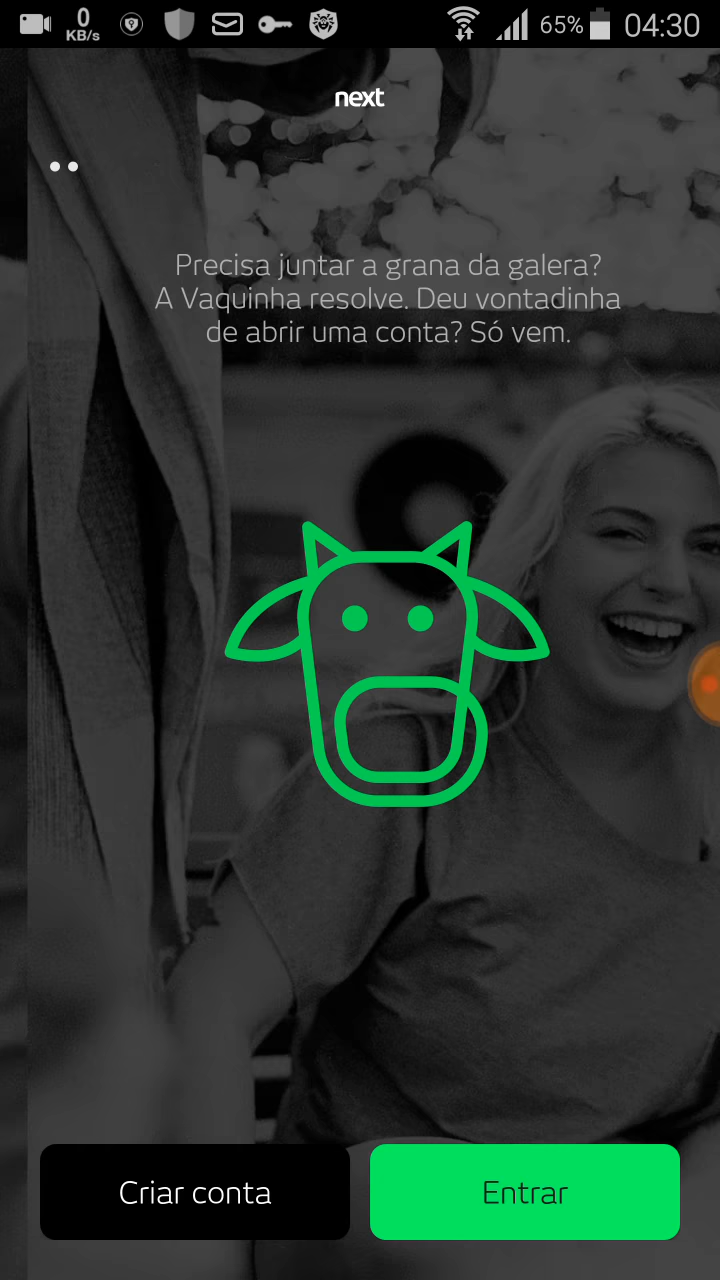 0
KB/s
65%
04:30
next
Precisa juntar a grana da galera?
A Vaquinha resolve. Deu vontadinha
de abrir uma conta? Só vem.
Criar conta
Entrar